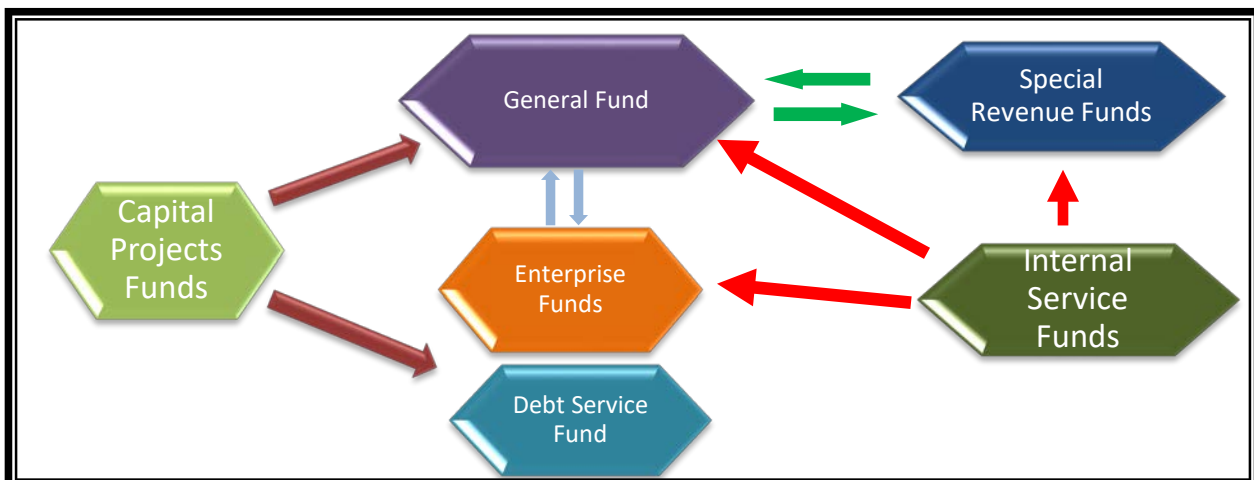 General Fund
Special
Revenue Funds
Capital
Projects
Funds
Enterprise
Funds
Internal
Service
Funds
Debt Service
Fund